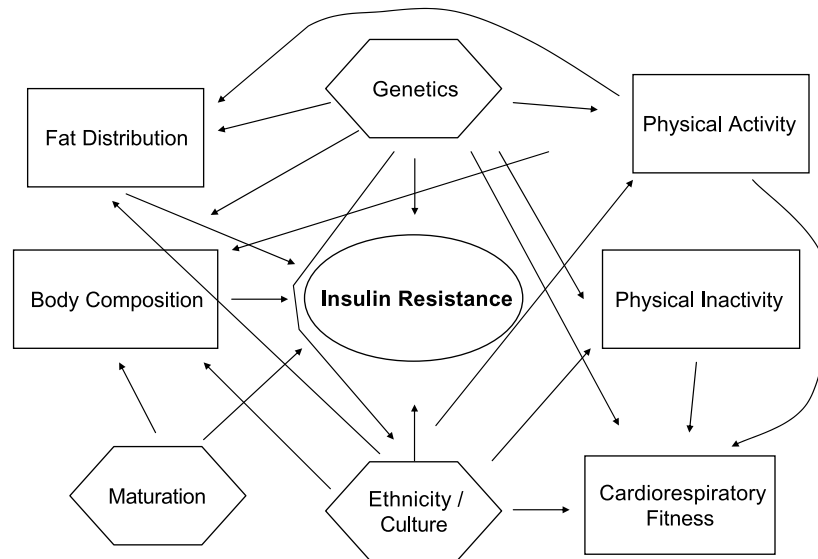 Genetics
Fat Distribution
Physical Activity
Body Composition
Insulin Resistance
Physical Inactivity
Maturation
Ethnicity /
Culture
Cardiorespiratory
Fitness